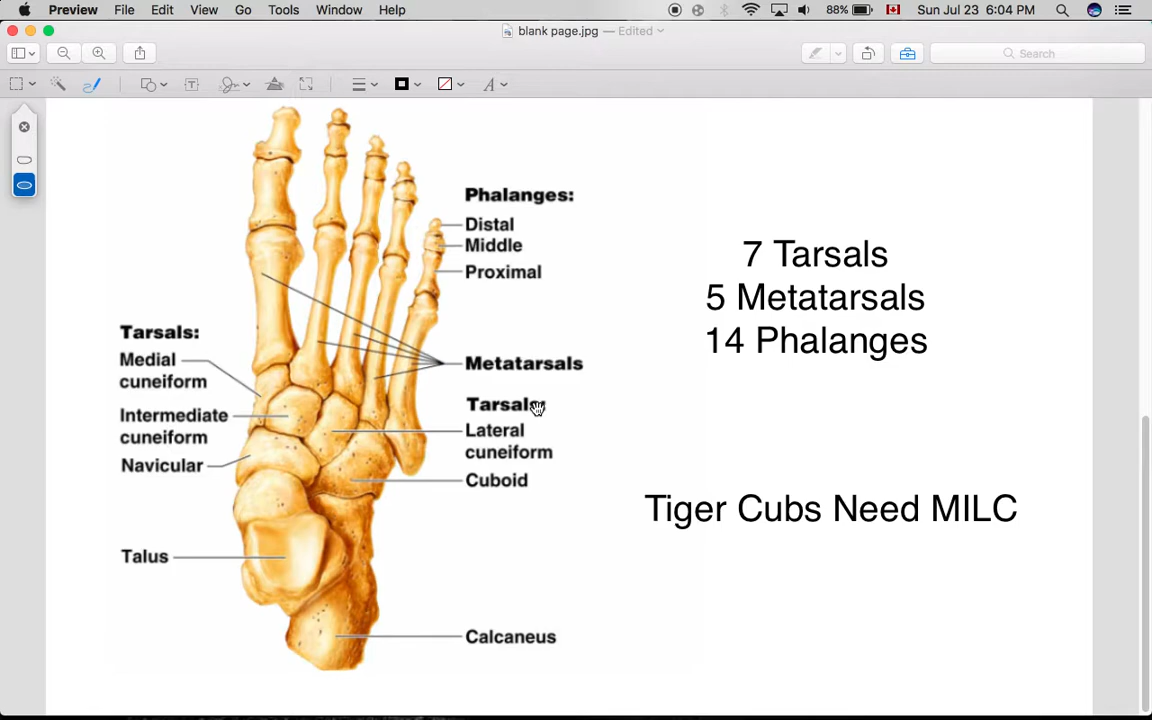 Preview File Edit View Go Tools Window Help
88% Sun Jul 23 6:04 PM
blank page.jpg — Edited
Search
Phalanges:
Distal
Middle
Proximal
Tarsals:
Medial
cuneiform
Intermediate
cuneiform
Navicular
Talus
Metatarsals
Tarsals:
Lateral
cuneiform
Cuboid
Calcaneus
7 Tarsals
5 Metatarsals
14 Phalanges
Tiger Cubs Need MILC